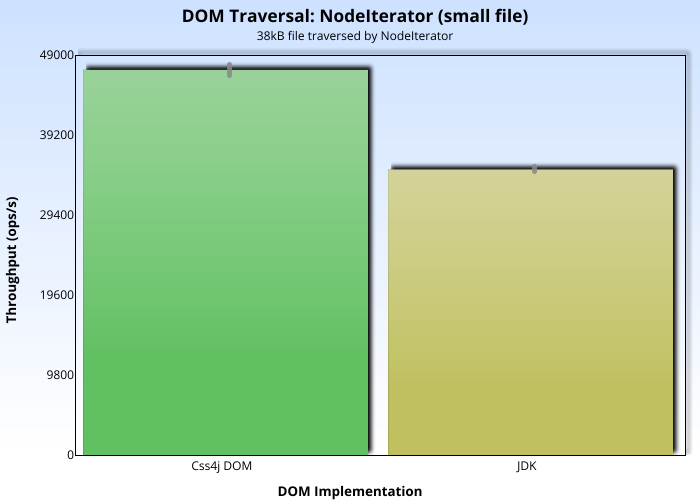 DOM Traversal: NodeIterator (small file)
38kB file traversed by NodeIterator
49000
39200
29400
19600
9800
0
Throughput (ops/s)
Css4j DOM
JDK
DOM Implementation